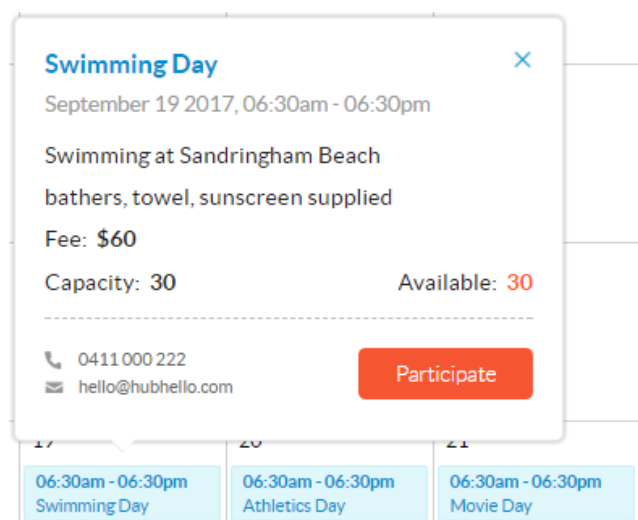 Swimming Day
September 19 2017, 06:30am - 06:30pm
Swimming at Sandringham Beach
bathers, towel, sunscreen supplied
Fee: $60
Capacity: 30 Available: 30
0411 000 222
hello@hubhello.com
Participate
19 20 21
06:30am - 06:30pm 06:30am - 06:30pm 06:30am - 06:30pm
Swimming Day Athletics Day Movie Day